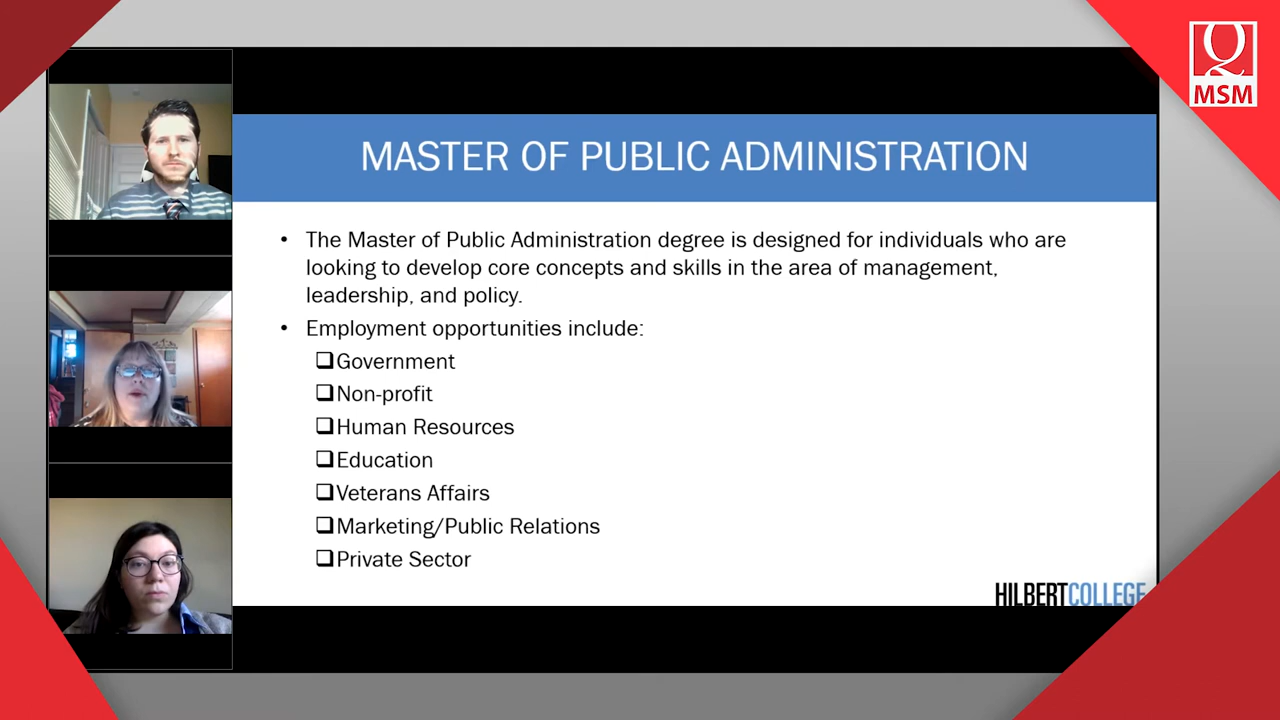 MSM
MASTER OF PUBLIC ADMINISTRATION
• The Master of Public Administration degree is designed for individuals who are
looking to develop core concepts and skills in the area of management,
leadership, and policy.
• Employment opportunities include:
❑Government
❑Non-profit
❑Human Resources
❑Education
❑Veterans Affairs
❑Marketing/Public Relations
❑Private Sector
HILBERTCOLLEGE